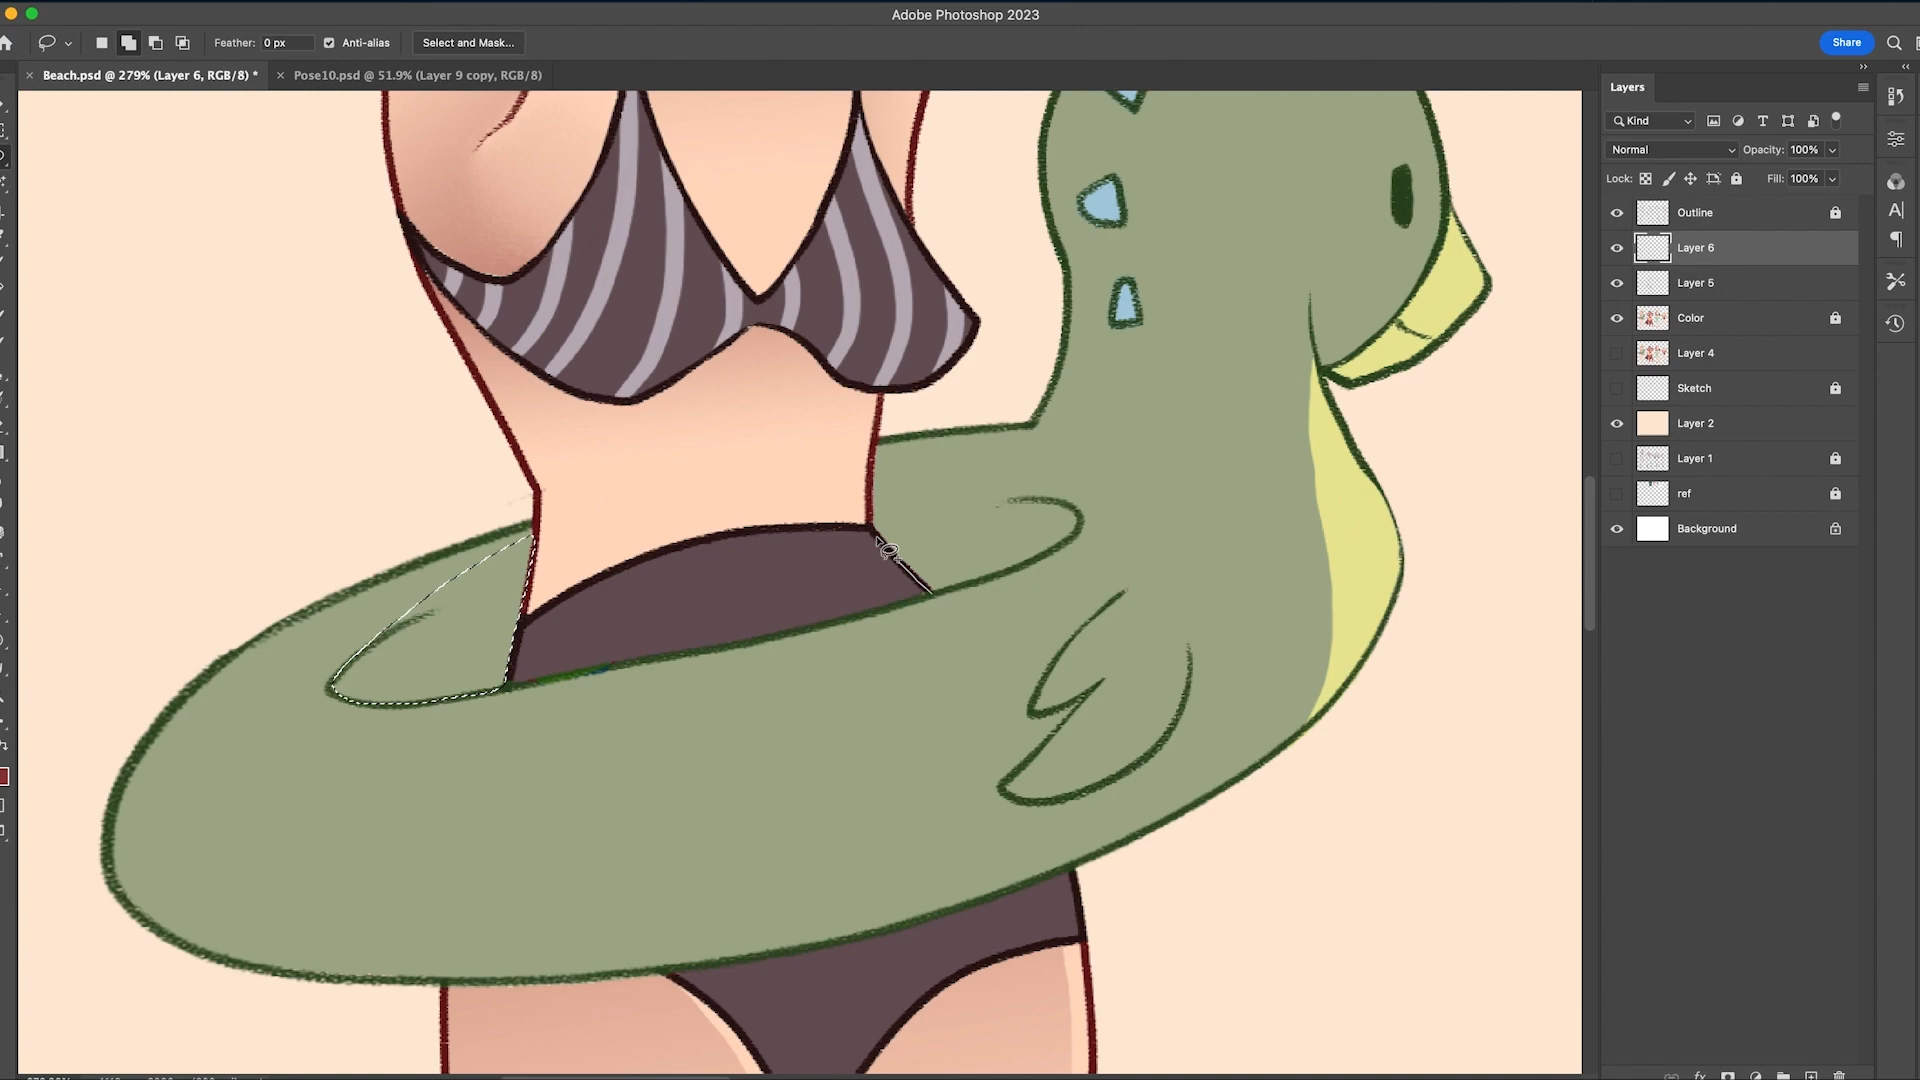 Adobe Photoshop 2023
Feather: 0 px Anti-alias Select and Mask... Share
× Beach.psd @ 279% (Layer 6, RGB/8) * × Pose10.psd @ 51.9% (Layer 9 copy, RGB/8)
Layers
Kind
Normal Opacity: 100%
Lock: Fill: 100%
Outline
Layer 6
Layer 5
Color
Layer 4
Sketch
Layer 2
Layer 1
ref
Background